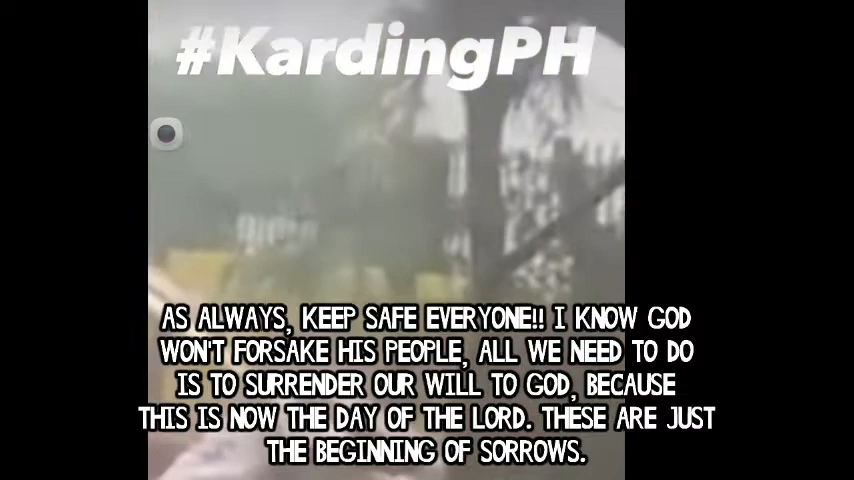 #KardingPH
AS ALWAYS, KEEP SAFE EVERYONE!! I KNOW GOD
WON'T FORSAKE HIS PEOPLE, ALL WE NEED TO DO
IS TO SURRENDER OUR WILL TO GOD, BECAUSE
THIS IS NOW THE DAY OF THE LORD. THESE ARE JUST
THE BEGINNING OF SORROWS.